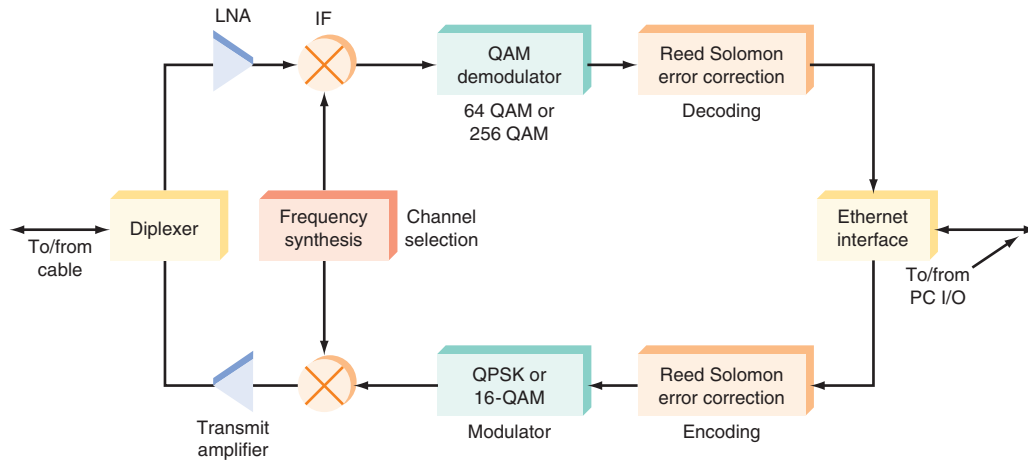 LNA
IF
QAM
demodulator
64 QAM or
256 QAM
Reed Solomon
error correction
Decoding
Diplexer
To/from
cable
Frequency
synthesis
Channel
selection
Ethernet
interface
To/from
PC I/O
Transmit
amplifier
QPSK or
16-QAM
Modulator
Reed Solomon
error correction
Encoding